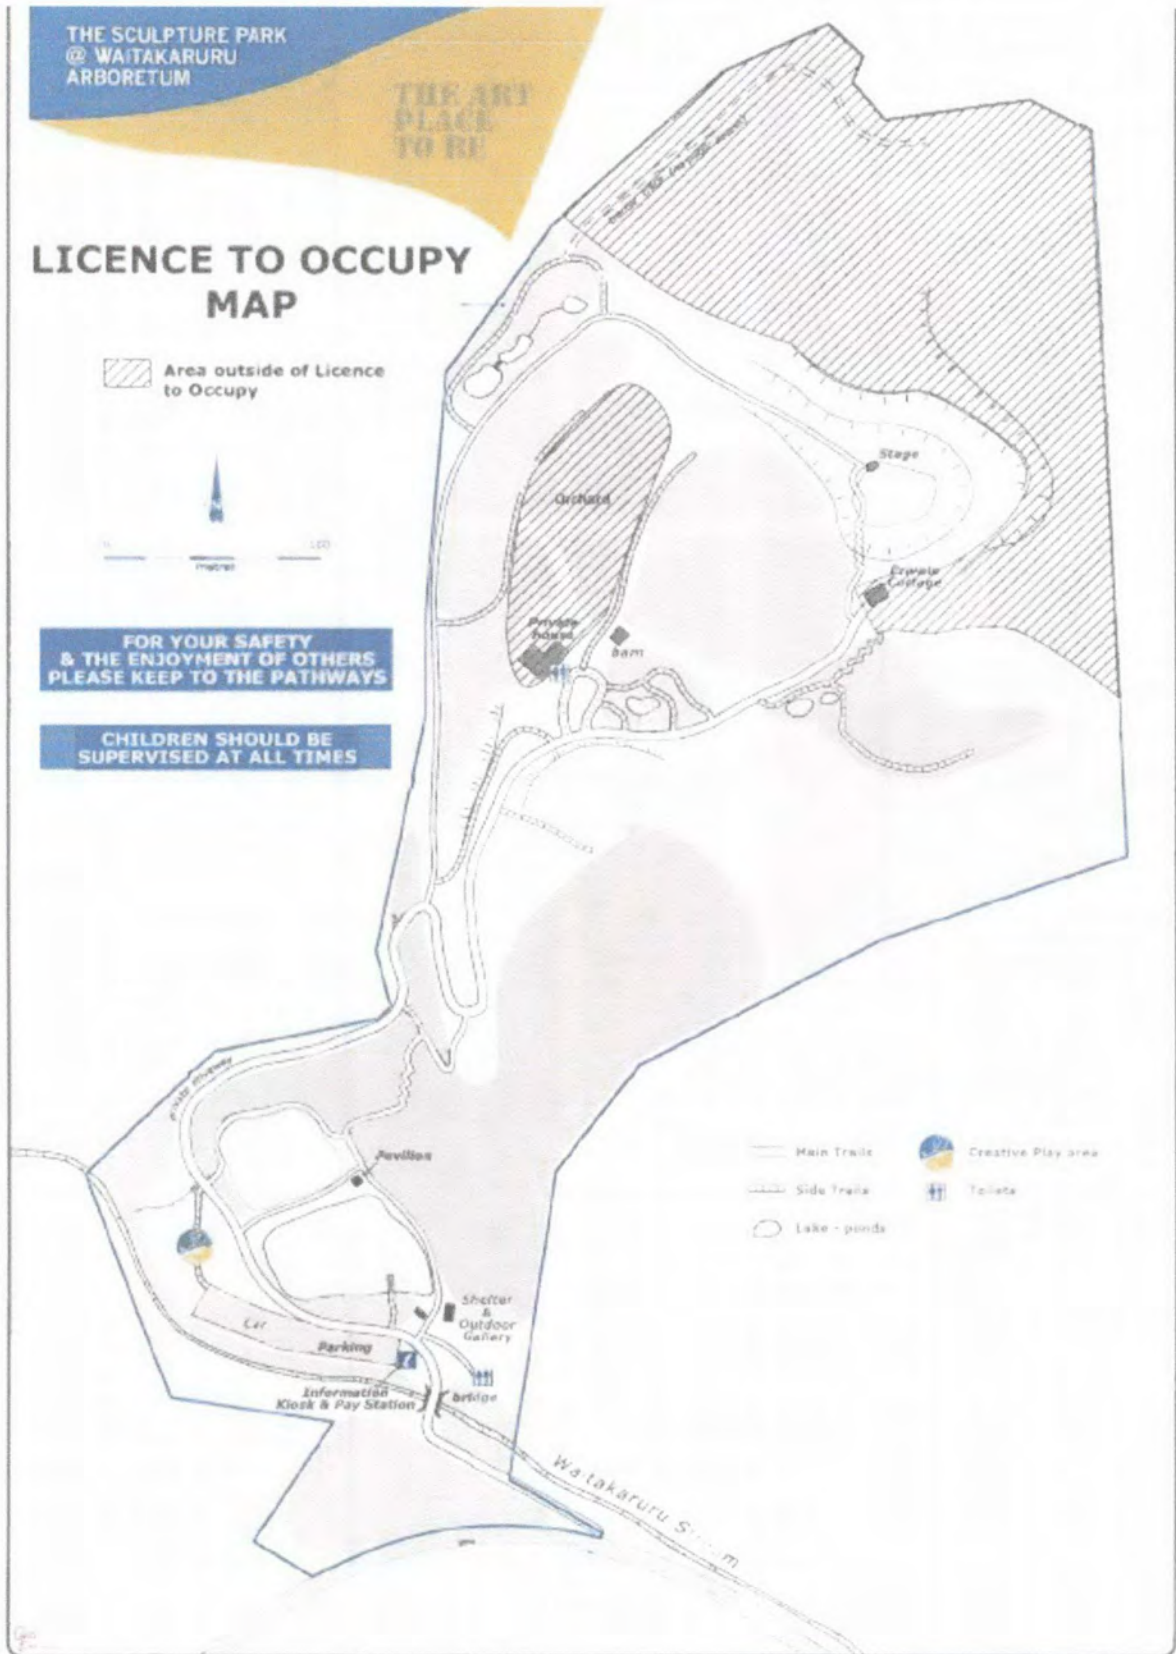 THE SCULPTURE PARK
@ WAITAKARURU
ARBORETUM
THE ART
PLACE
TO BE
LICENCE TO OCCUPY
MAP
Area outside of Licence
to Occupy
metres
FOR YOUR SAFETY
& THE ENJOYMENT OF OTHERS
PLEASE KEEP TO THE PATHWAYS
CHILDREN SHOULD BE
SUPERVISED AT ALL TIMES
Stage
Orchard
Private
Cottage
Private
house
barn
private driveway
Pavilion
Main Trails
Creative Play area
Side Trails
Toilets
Lake - ponds
Shelter
&
Outdoor
Gallery
Car
Parking
Information
Kiosk & Pay Station
bridge
Waitakaruru